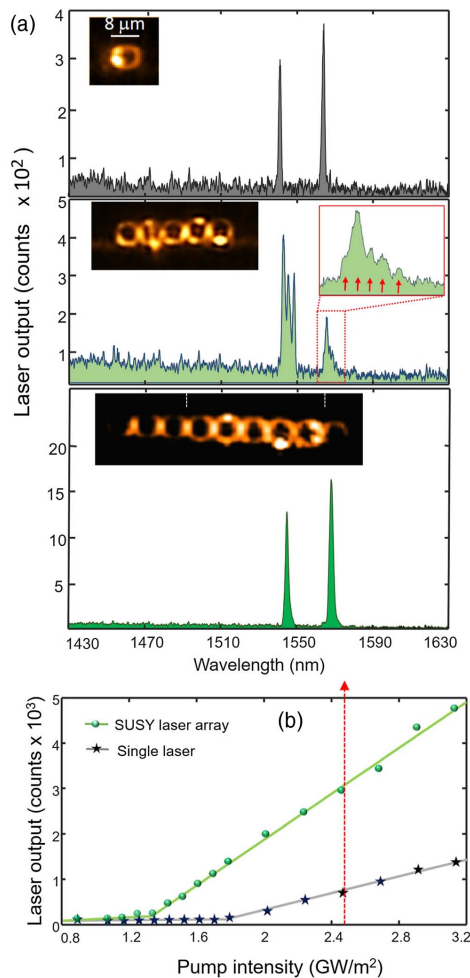 (a)
8 μm
4
3
2
1
5
4
3
2
1
20
15
10
5
Laser output (counts x 10²)
1430 1470 1510 1550 1590 1630
Wavelength (nm)
(b)
SUSY laser array
Single laser
5
4
3
2
1
0
Laser output (counts x 10³)
0.8 1.2 1.6 2 2.4 2.8 3.2
Pump intensity (GW/m²)